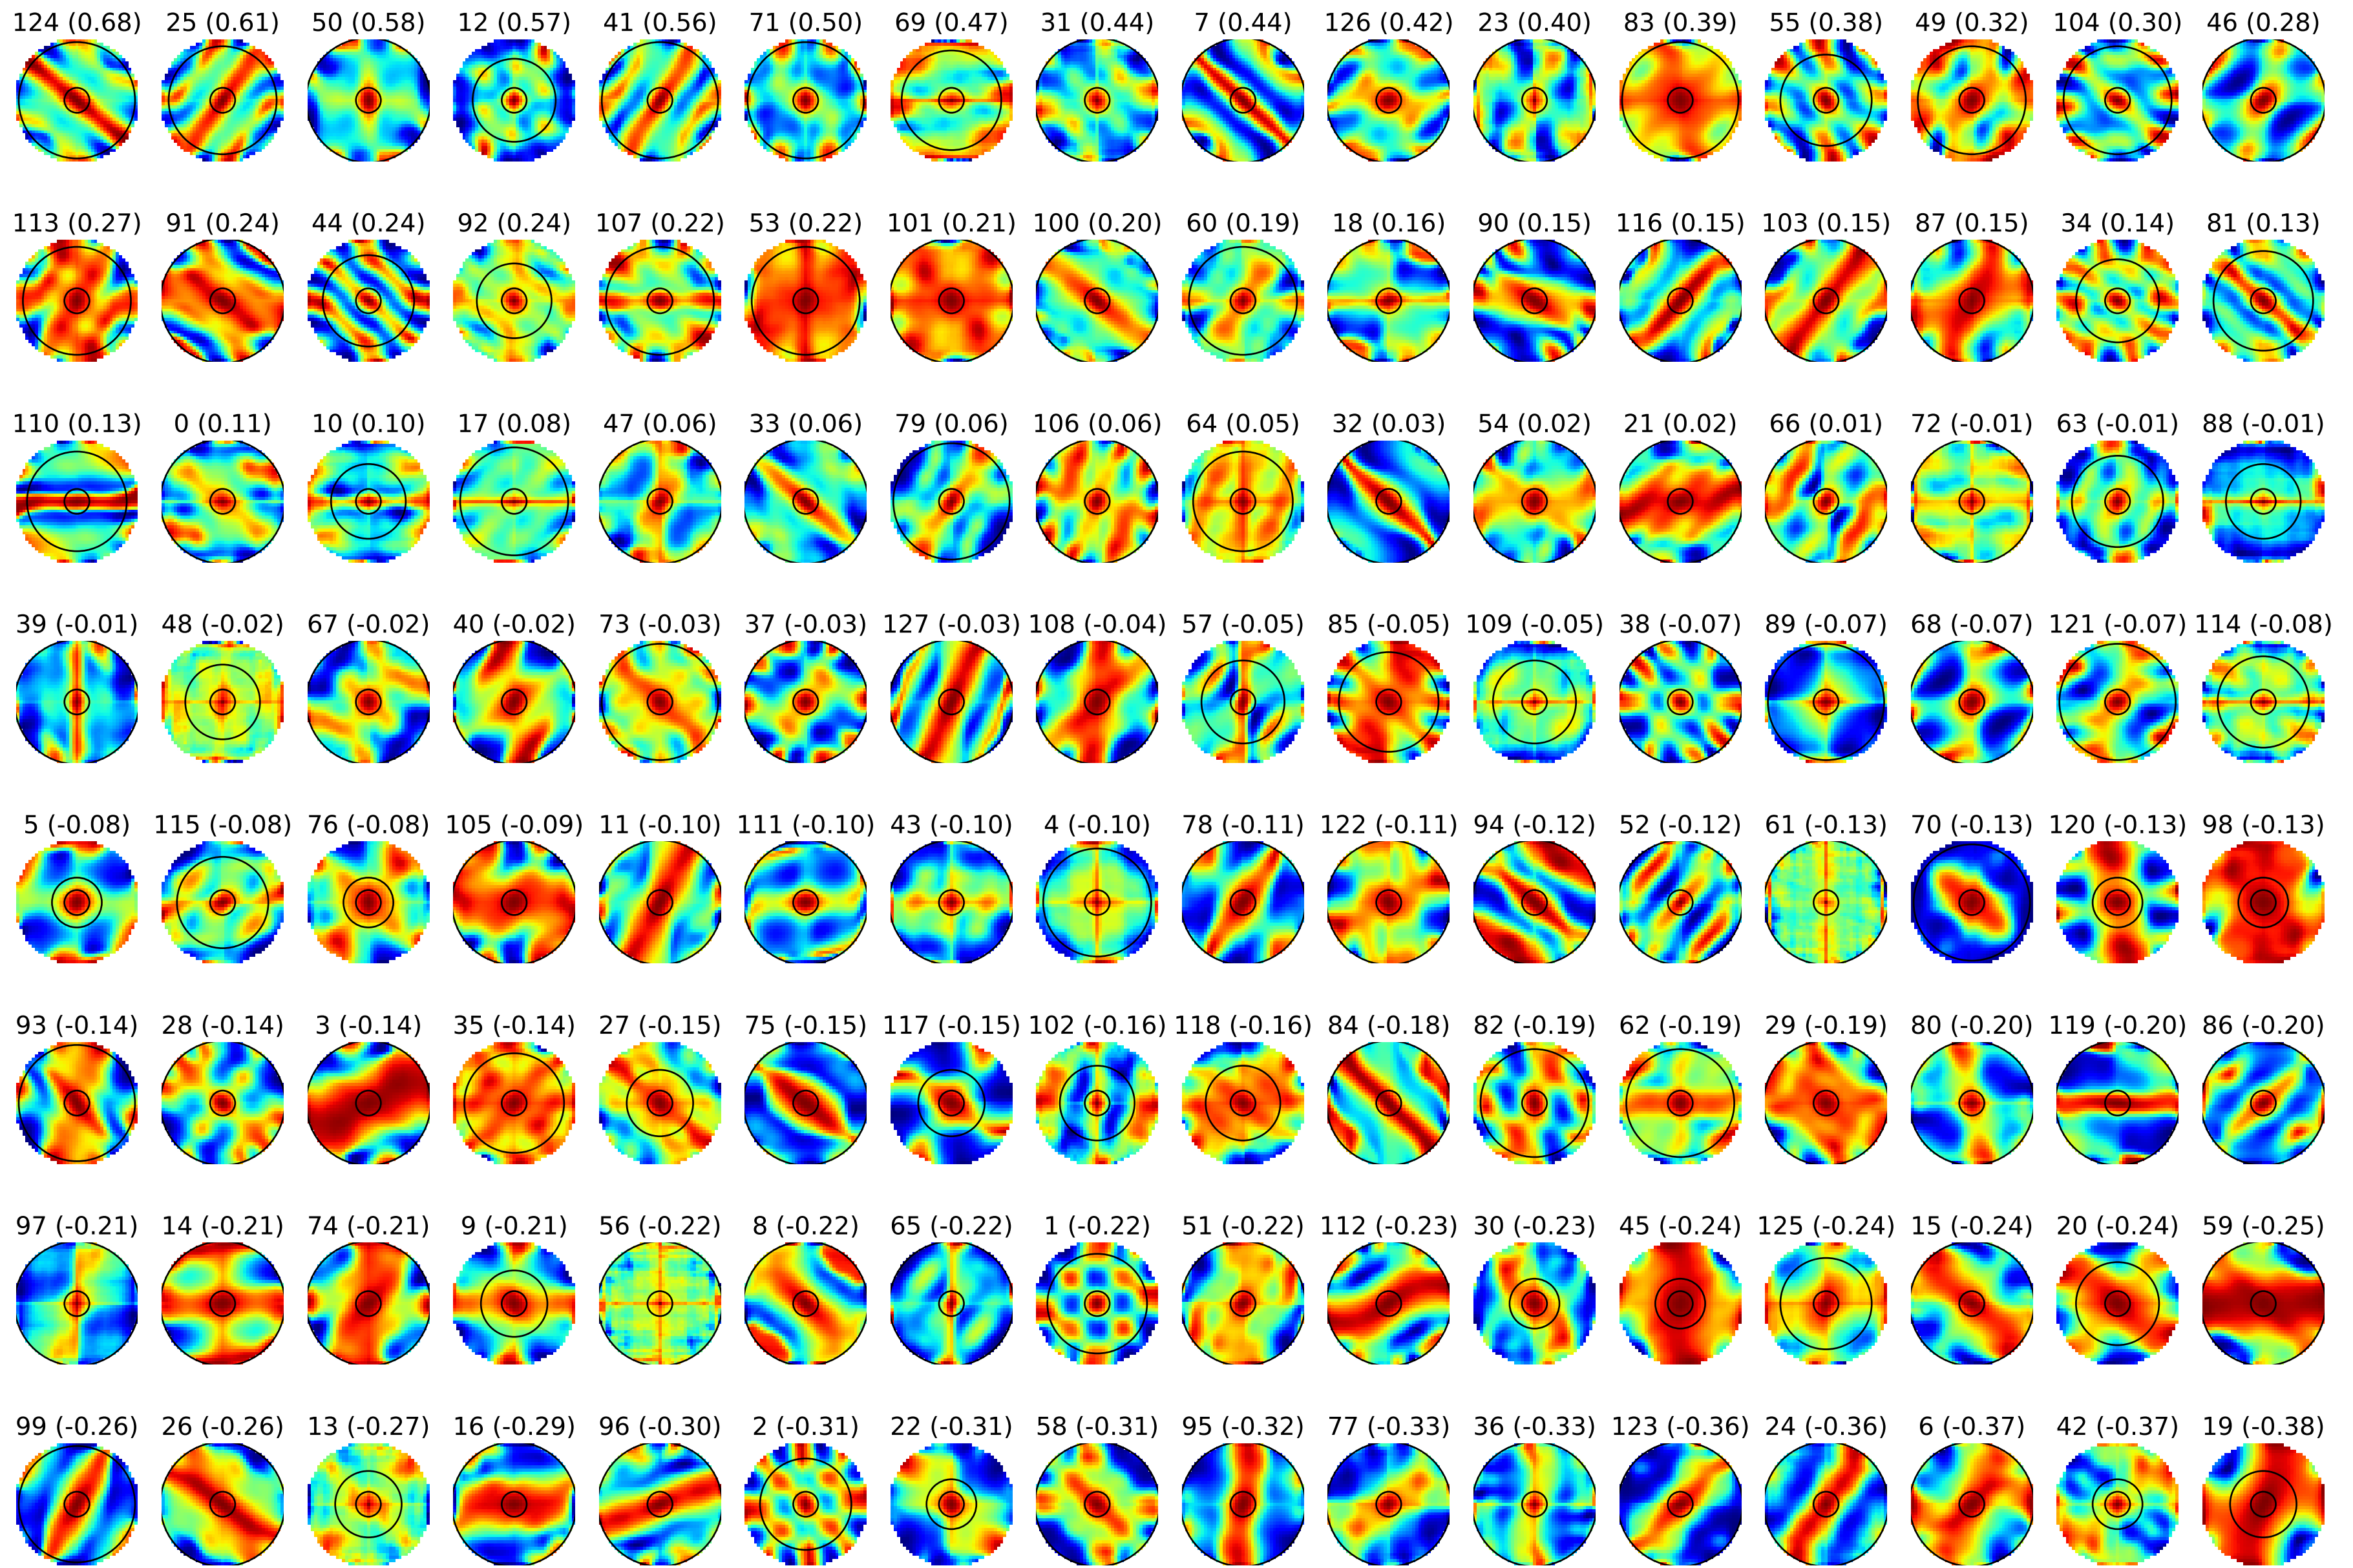 124 (0.68) 25 (0.61) 50 (0.58) 12 (0.57) 41 (0.56) 71 (0.50) 69 (0.47) 31 (0.44) 7 (0.44) 126 (0.42) 23 (0.40) 83 (0.39) 55 (0.38) 49 (0.32) 104 (0.30) 46 (0.28)
113 (0.27) 91 (0.24) 44 (0.24) 92 (0.24) 107 (0.22) 53 (0.22) 101 (0.21) 100 (0.20) 60 (0.19) 18 (0.16) 90 (0.15) 116 (0.15) 103 (0.15) 87 (0.15) 34 (0.14) 81 (0.13)
110 (0.13) 0 (0.11) 10 (0.10) 17 (0.08) 47 (0.06) 33 (0.06) 79 (0.06) 106 (0.06) 64 (0.05) 32 (0.03) 54 (0.02) 21 (0.02) 66 (0.01) 72 (-0.01) 63 (-0.01) 88 (-0.01)
39 (-0.01) 48 (-0.02) 67 (-0.02) 40 (-0.02) 73 (-0.03) 37 (-0.03) 127 (-0.03) 108 (-0.04) 57 (-0.05) 85 (-0.05) 109 (-0.05) 38 (-0.07) 89 (-0.07) 68 (-0.07) 121 (-0.07) 114 (-0.08)
5 (-0.08) 115 (-0.08) 76 (-0.08) 105 (-0.09) 11 (-0.10) 111 (-0.10) 43 (-0.10) 4 (-0.10) 78 (-0.11) 122 (-0.11) 94 (-0.12) 52 (-0.12) 61 (-0.13) 70 (-0.13) 120 (-0.13) 98 (-0.13)
93 (-0.14) 28 (-0.14) 3 (-0.14) 35 (-0.14) 27 (-0.15) 75 (-0.15) 117 (-0.15) 102 (-0.16) 118 (-0.16) 84 (-0.18) 82 (-0.19) 62 (-0.19) 29 (-0.19) 80 (-0.20) 119 (-0.20) 86 (-0.20)
97 (-0.21) 14 (-0.21) 74 (-0.21) 9 (-0.21) 56 (-0.22) 8 (-0.22) 65 (-0.22) 1 (-0.22) 51 (-0.22) 112 (-0.23) 30 (-0.23) 45 (-0.24) 125 (-0.24) 15 (-0.24) 20 (-0.24) 59 (-0.25)
99 (-0.26) 26 (-0.26) 13 (-0.27) 16 (-0.29) 96 (-0.30) 2 (-0.31) 22 (-0.31) 58 (-0.31) 95 (-0.32) 77 (-0.33) 36 (-0.33) 123 (-0.36) 24 (-0.36) 6 (-0.37) 42 (-0.37) 19 (-0.38)